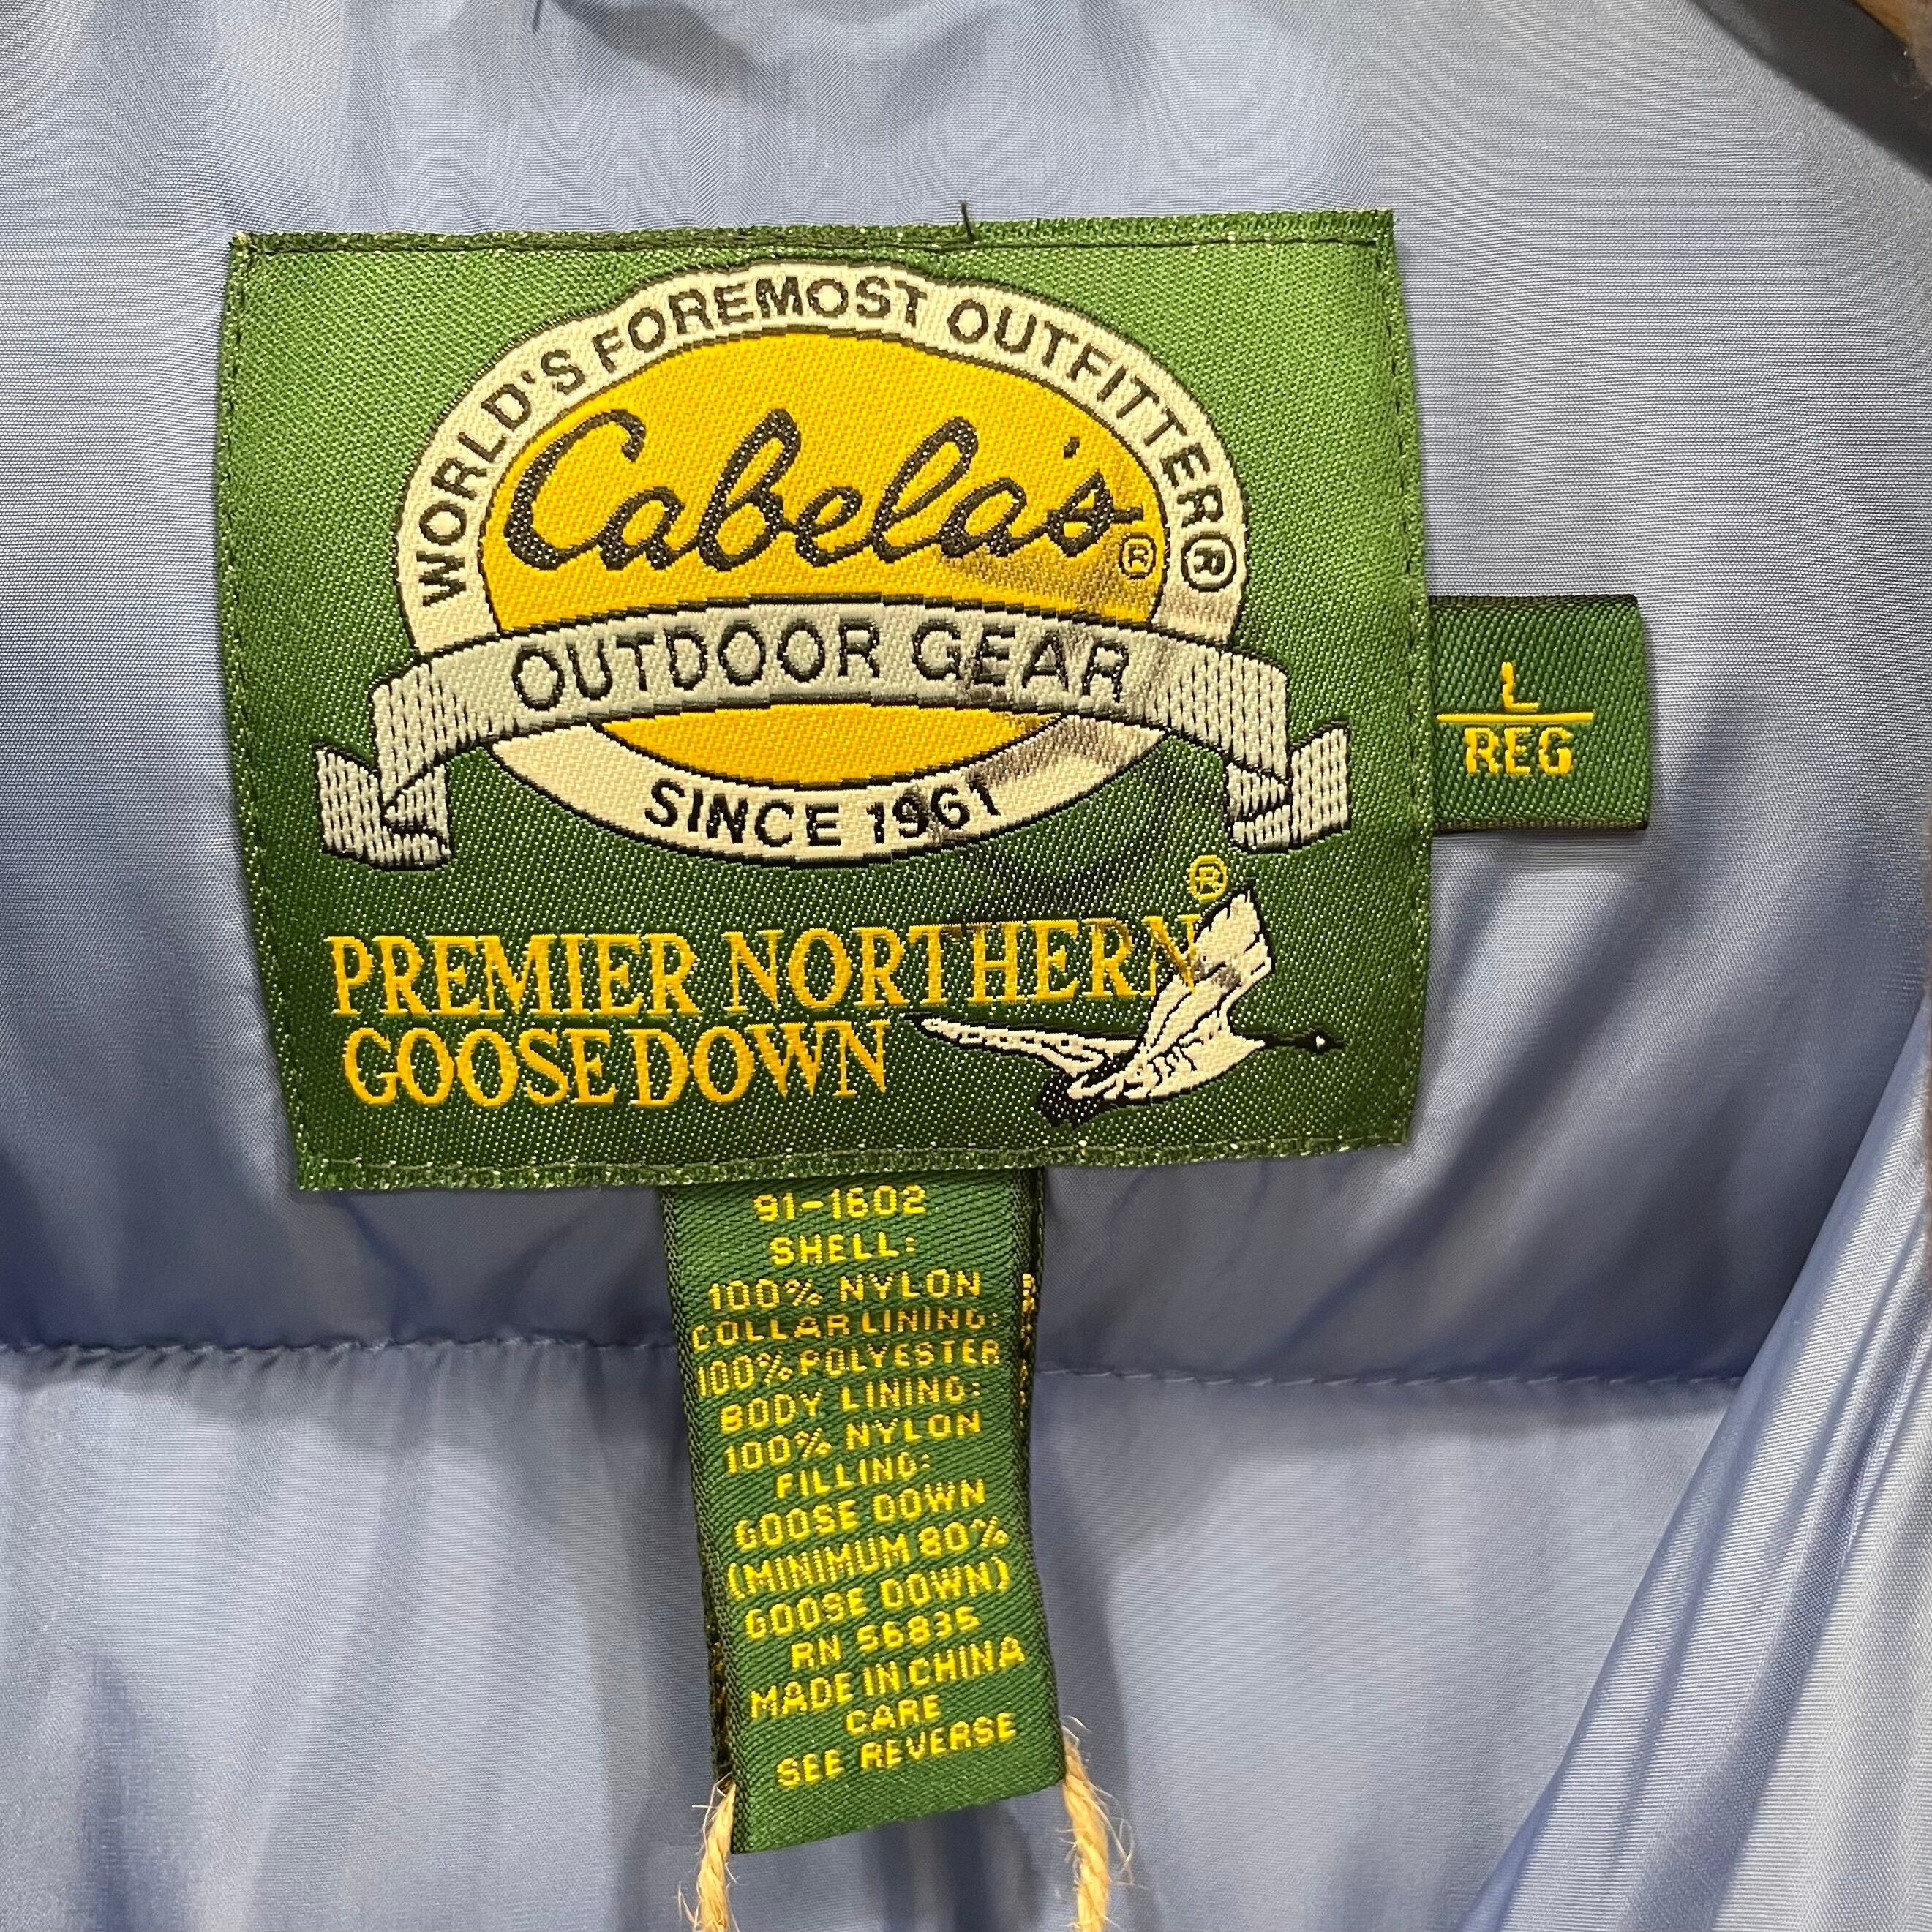 WORLD'S FOREMOST OUTFITTER®
Cabela's®
OUTDOOR GEAR
SINCE 1961
L
REG
PREMIER NORTHERN®
GOOSE DOWN
91-1602
SHELL:
100% NYLON
COLLAR LINING:
100% POLYESTER
BODY LINING:
100% NYLON
FILLING:
GOOSE DOWN
(MINIMUM 80%
GOOSE DOWN)
RN 56835
MADE IN CHINA
CARE
SEE REVERSE